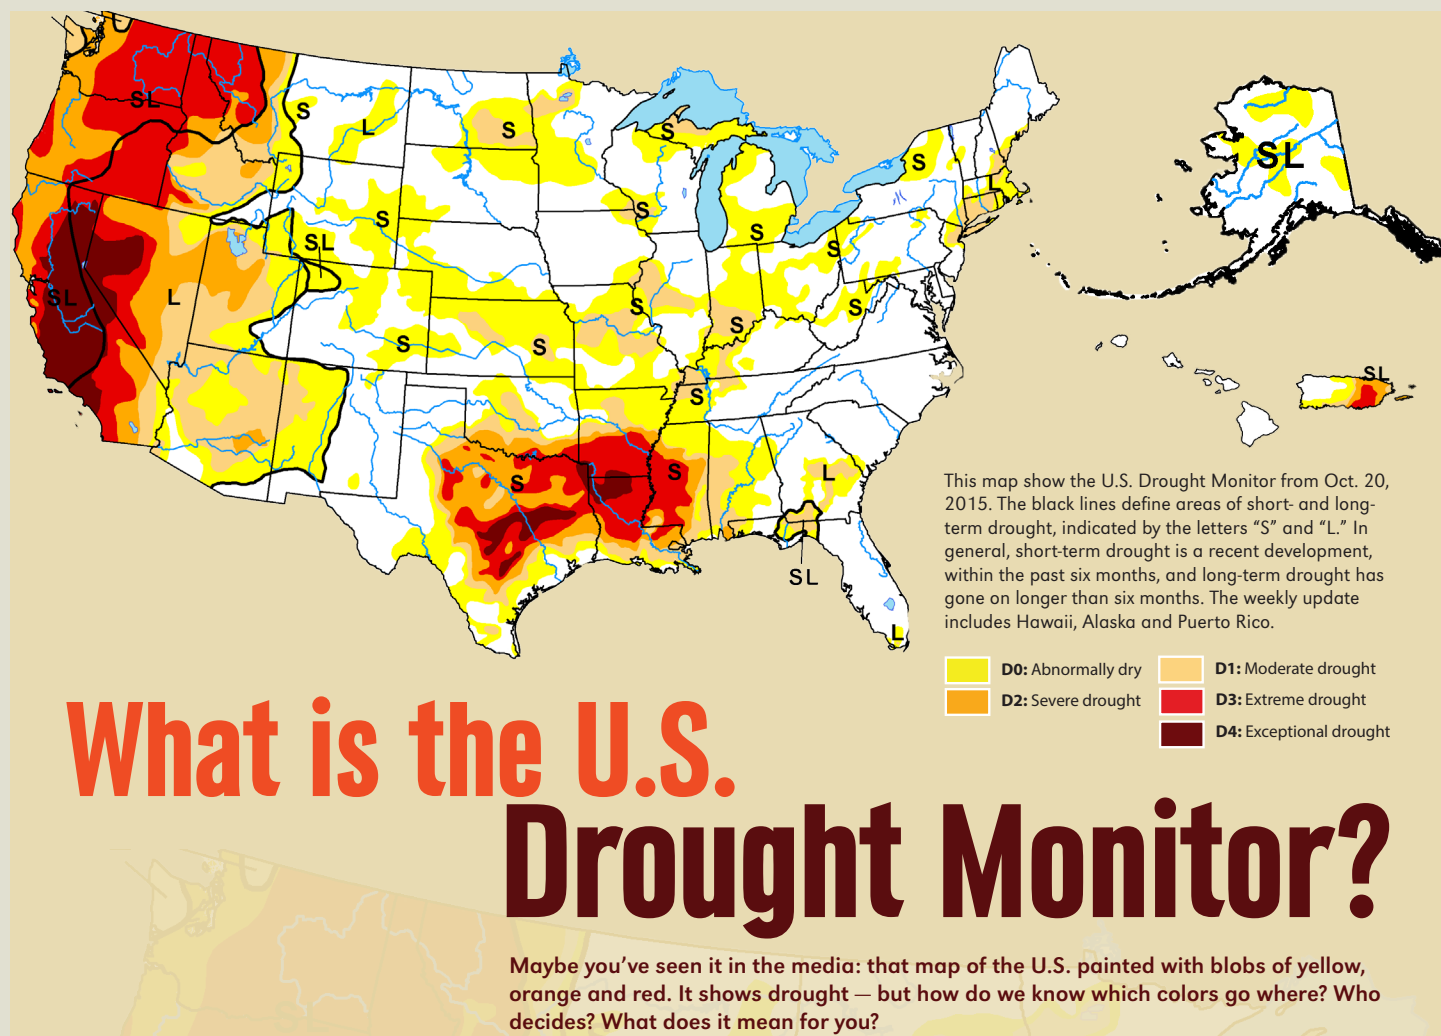 SL
S
L
S
S
S
L
S
S
S
SL
S
S
SL
L
SL
S
S
S
S
S
SL
S
S
S
L
SL
L
This map show the U.S. Drought Monitor from Oct. 20,
2015. The black lines define areas of short- and long-
term drought, indicated by the letters “S” and “L.” In
general, short-term drought is a recent development,
within the past six months, and long-term drought has
gone on longer than six months. The weekly update
includes Hawaii, Alaska and Puerto Rico.
D0: Abnormally dry
D1: Moderate drought
D2: Severe drought
D3: Extreme drought
D4: Exceptional drought
What is the U.S.
Drought Monitor?
Maybe you’ve seen it in the media: that map of the U.S. painted with blobs of yellow,
orange and red. It shows drought — but how do we know which colors go where? Who
decides? What does it mean for you?